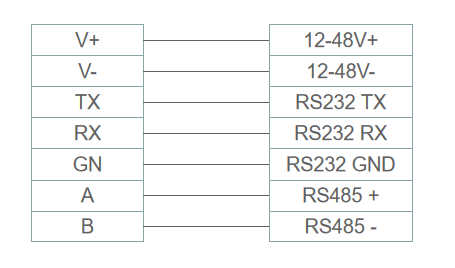 V+ 12-48V+
V- 12-48V-
TX RS232 TX
RX RS232 RX
GN RS232 GND
A RS485 +
B RS485 -